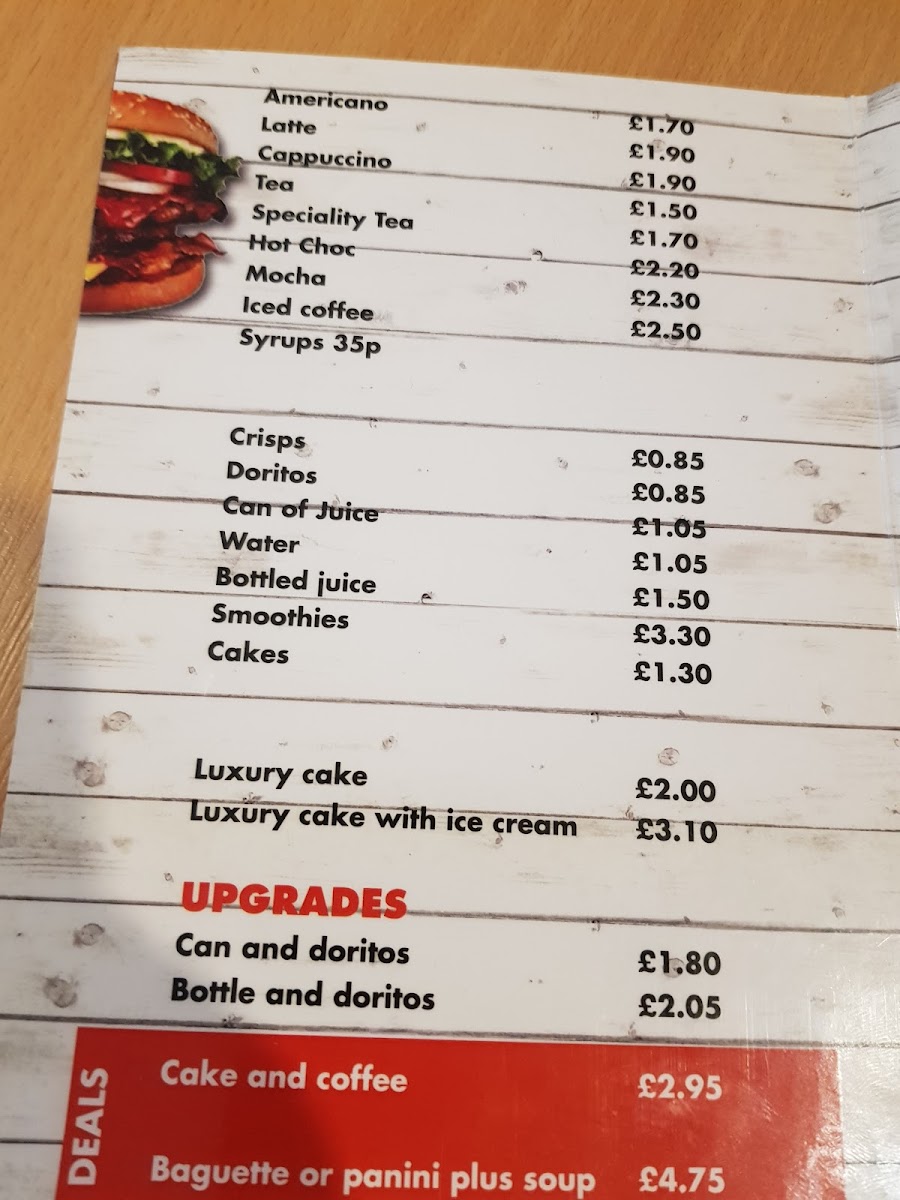 Americano £1.70
Latte £1.90
Cappuccino £1.90
Tea £1.50
Speciality Tea £1.70
Hot Choc £2.20
Mocha £2.30
Iced coffee £2.50
Syrups 35p
Crisps £0.85
Doritos £0.85
Can of Juice £1.05
Water £1.05
Bottled juice £1.50
Smoothies £3.30
Cakes £1.30
Luxury cake £2.00
Luxury cake with ice cream £3.10
UPGRADES
Can and doritos £1.80
Bottle and doritos £2.05
DEALS
Cake and coffee £2.95
Baguette or panini plus soup £4.75